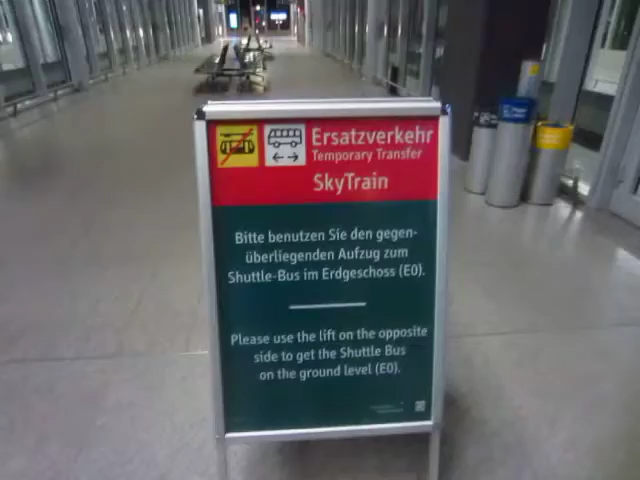 Ersatzverkehr
Temporary Transfer
SkyTrain
Bitte benutzen Sie den gegen-
überliegenden Aufzug zum
Shuttle-Bus im Erdgeschoss (E0).
Please use the lift on the opposite
side to get the Shuttle Bus
on the ground level (E0).